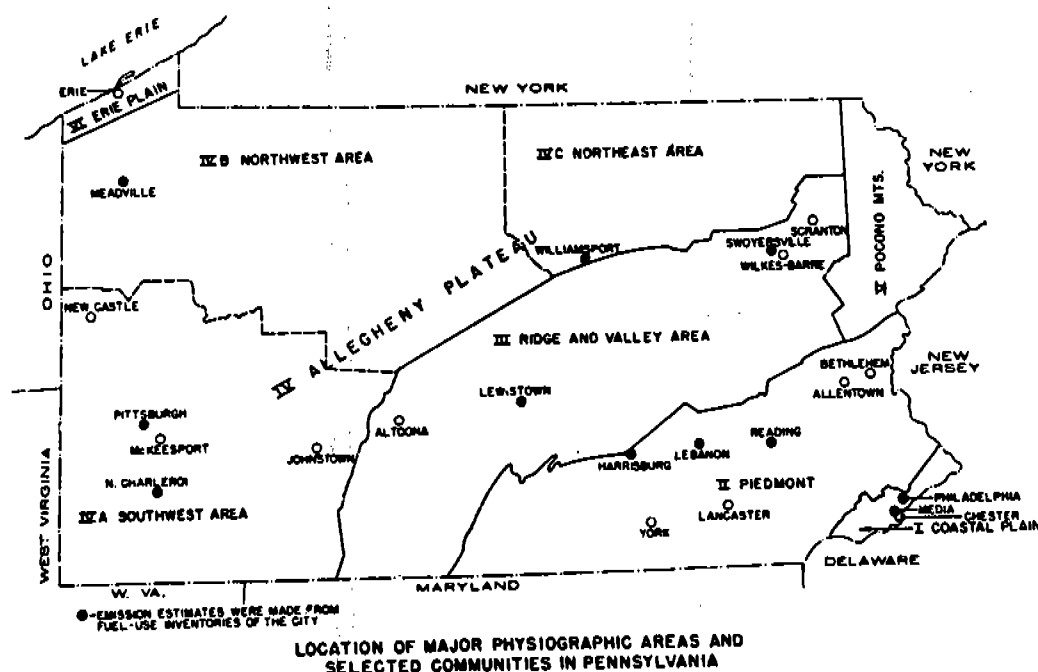 LAKE ERIE
ERIE
VI ERIE PLAIN
NEW YORK
IV B NORTHWEST AREA
IV C NORTHEAST AREA
NEW
YORK
MEADVILLE
V POCONO MTS.
SCRANTON
SWOYERSVILLE
WILKES-BARRE
WILLIAMSPORT
OHIO
NEW CASTLE
IV ALLEGHENY PLATEAU
III RIDGE AND VALLEY AREA
NEW
JERSEY
BETHLEHEM
ALLENTOWN
LEWISTOWN
PITTSBURGH
McKEESPORT
ALTOONA
JOHNSTOWN
HARRISBURG
LEBANON
READING
N. CHARLEROI
II PIEDMONT
PHILADELPHIA
MEDIA
CHESTER
I COASTAL PLAIN
LANCASTER
YORK
IV A SOUTHWEST AREA
WEST VIRGINIA
DELAWARE
W. VA.
MARYLAND
-EMISSION ESTIMATES WERE MADE FROM
FUEL-USE INVENTORIES OF THE CITY
LOCATION OF MAJOR PHYSIOGRAPHIC AREAS AND
SELECTED COMMUNITIES IN PENNSYLVANIA